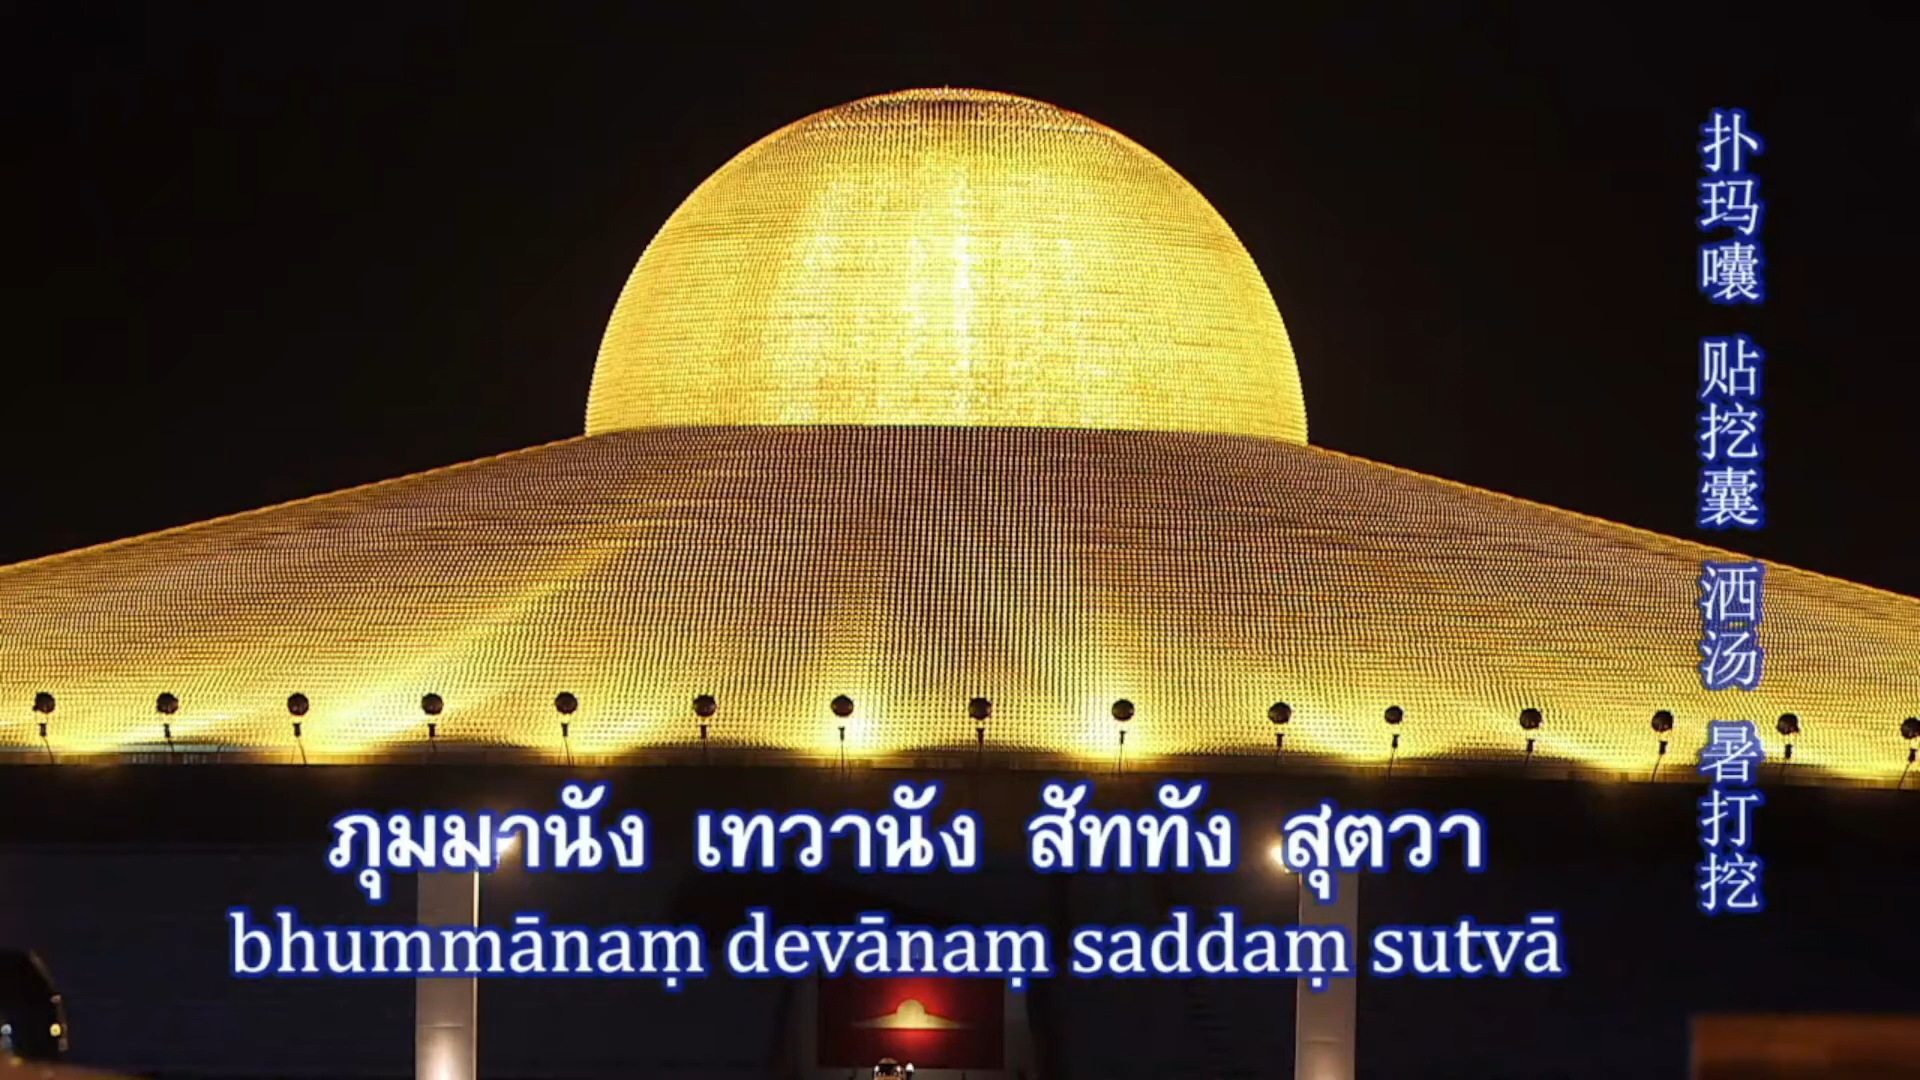 ภุมมานัง เทวานัง สัททัง สุตวา
bhummānaṃ devānaṃ saddaṃ sutvā
扑玛囔 贴挖囊 洒汤 暑打挖